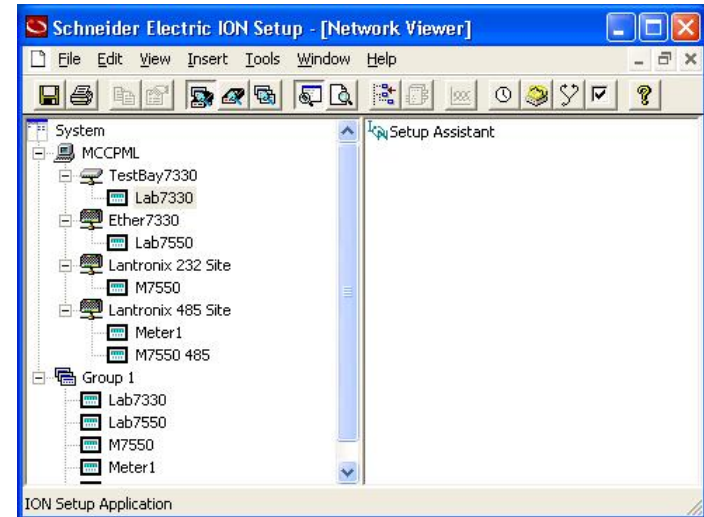 Schneider Electric ION Setup - [Network Viewer]
File Edit View Insert Tools Window Help
System
MCCPML
TestBay7330
Lab7330
Ether7330
Lab7550
Lantronix 232 Site
M7550
Lantronix 485 Site
Meter1
M7550 485
Group 1
Lab7330
Lab7550
M7550
Meter1
ION Setup Assistant
ION Setup Application